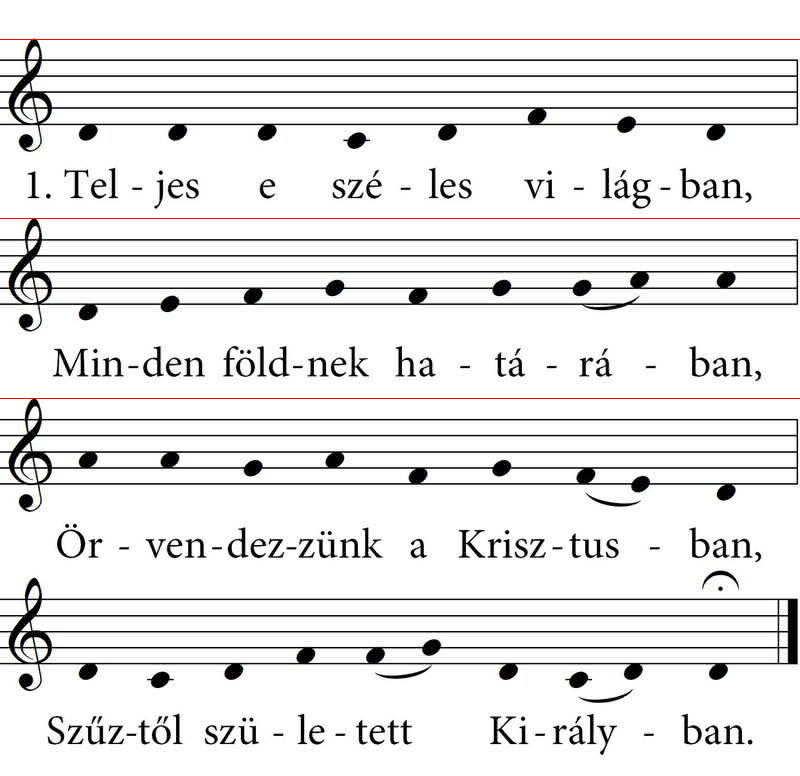 1. Tel - jes e szé - les vi - lág - ban,
Min - den föld - nek ha - tá - rá - ban,
Ör - ven - dez - zünk a Krisz - tus - ban,
Szűz - től szü - le - tett Ki - rály - ban.